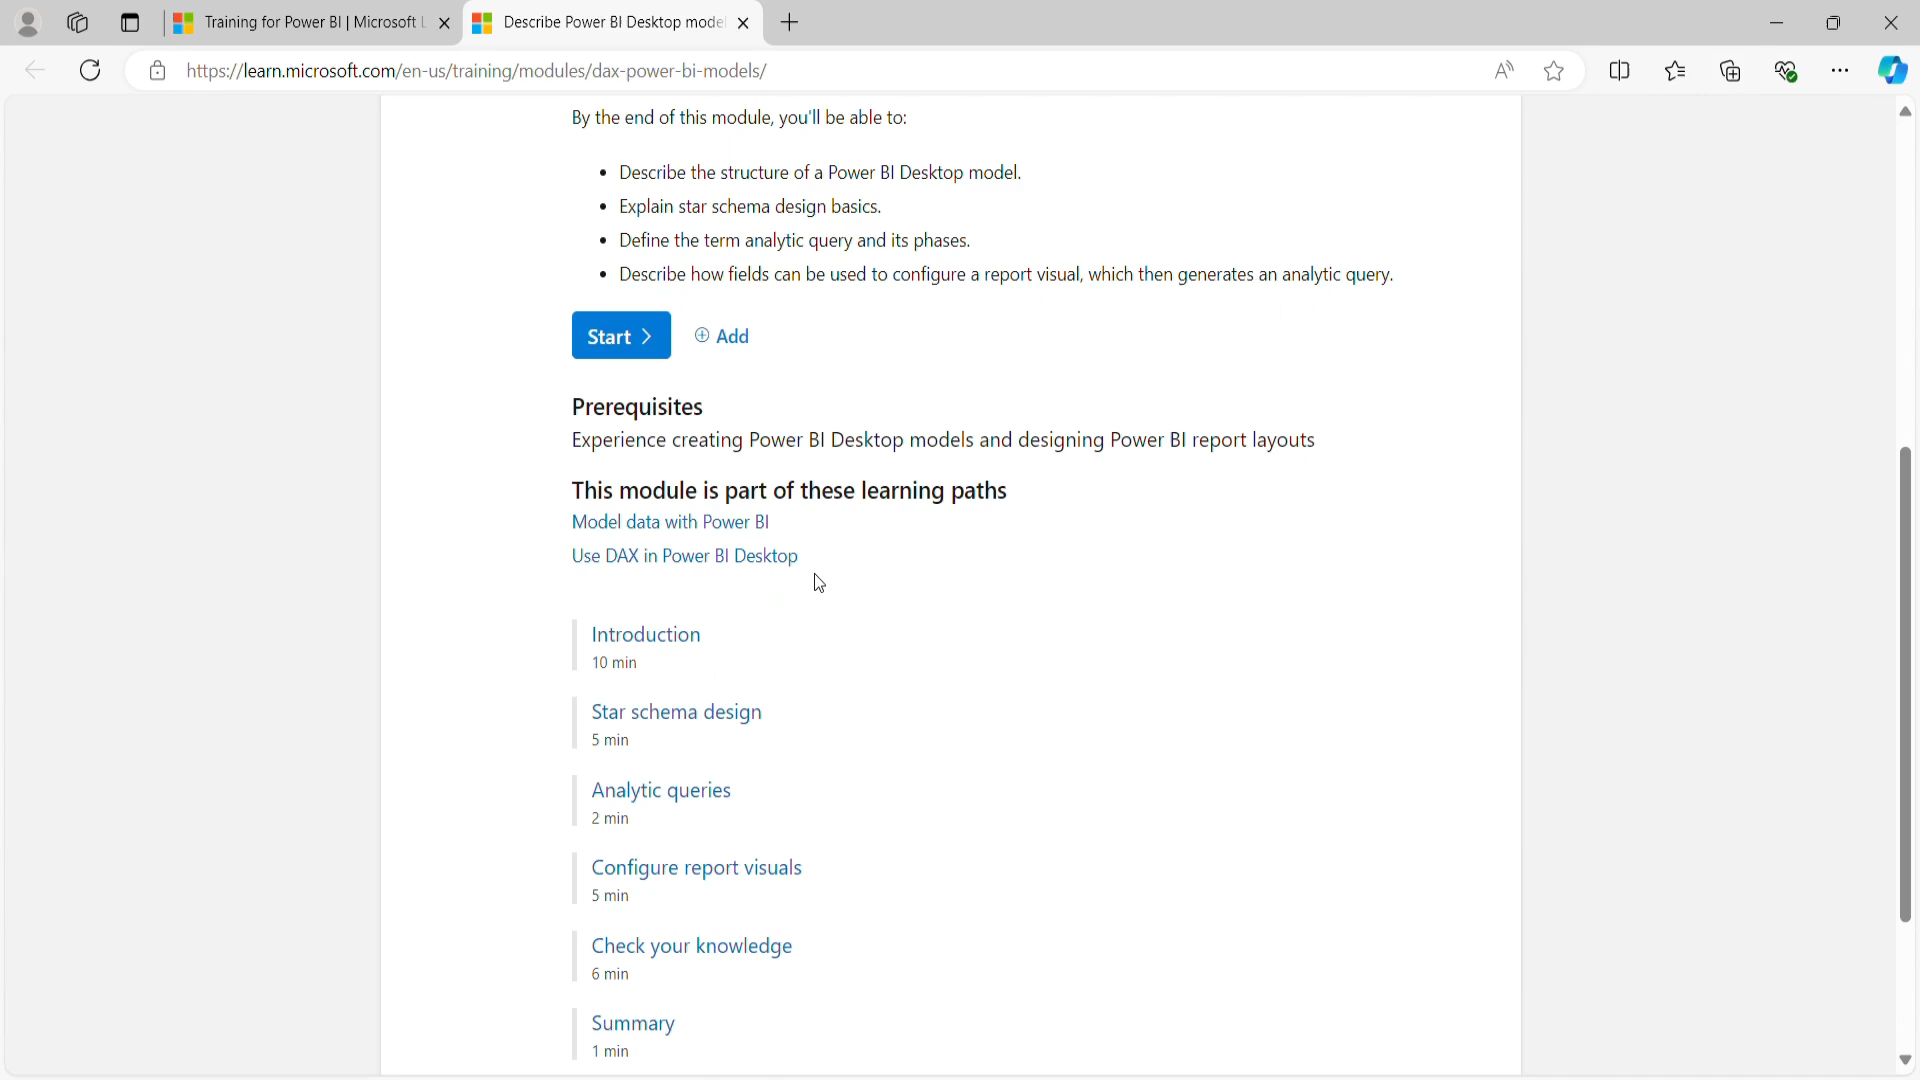 Training for Power BI | Microsoft L
Describe Power BI Desktop mode
https://learn.microsoft.com/en-us/training/modules/dax-power-bi-models/
By the end of this module, you'll be able to:
• Describe the structure of a Power BI Desktop model.
• Explain star schema design basics.
• Define the term analytic query and its phases.
• Describe how fields can be used to configure a report visual, which then generates an analytic query.
Start
Add
Prerequisites
Experience creating Power BI Desktop models and designing Power BI report layouts
This module is part of these learning paths
Model data with Power BI
Use DAX in Power BI Desktop
Introduction
10 min
Star schema design
5 min
Analytic queries
2 min
Configure report visuals
5 min
Check your knowledge
6 min
Summary
1 min